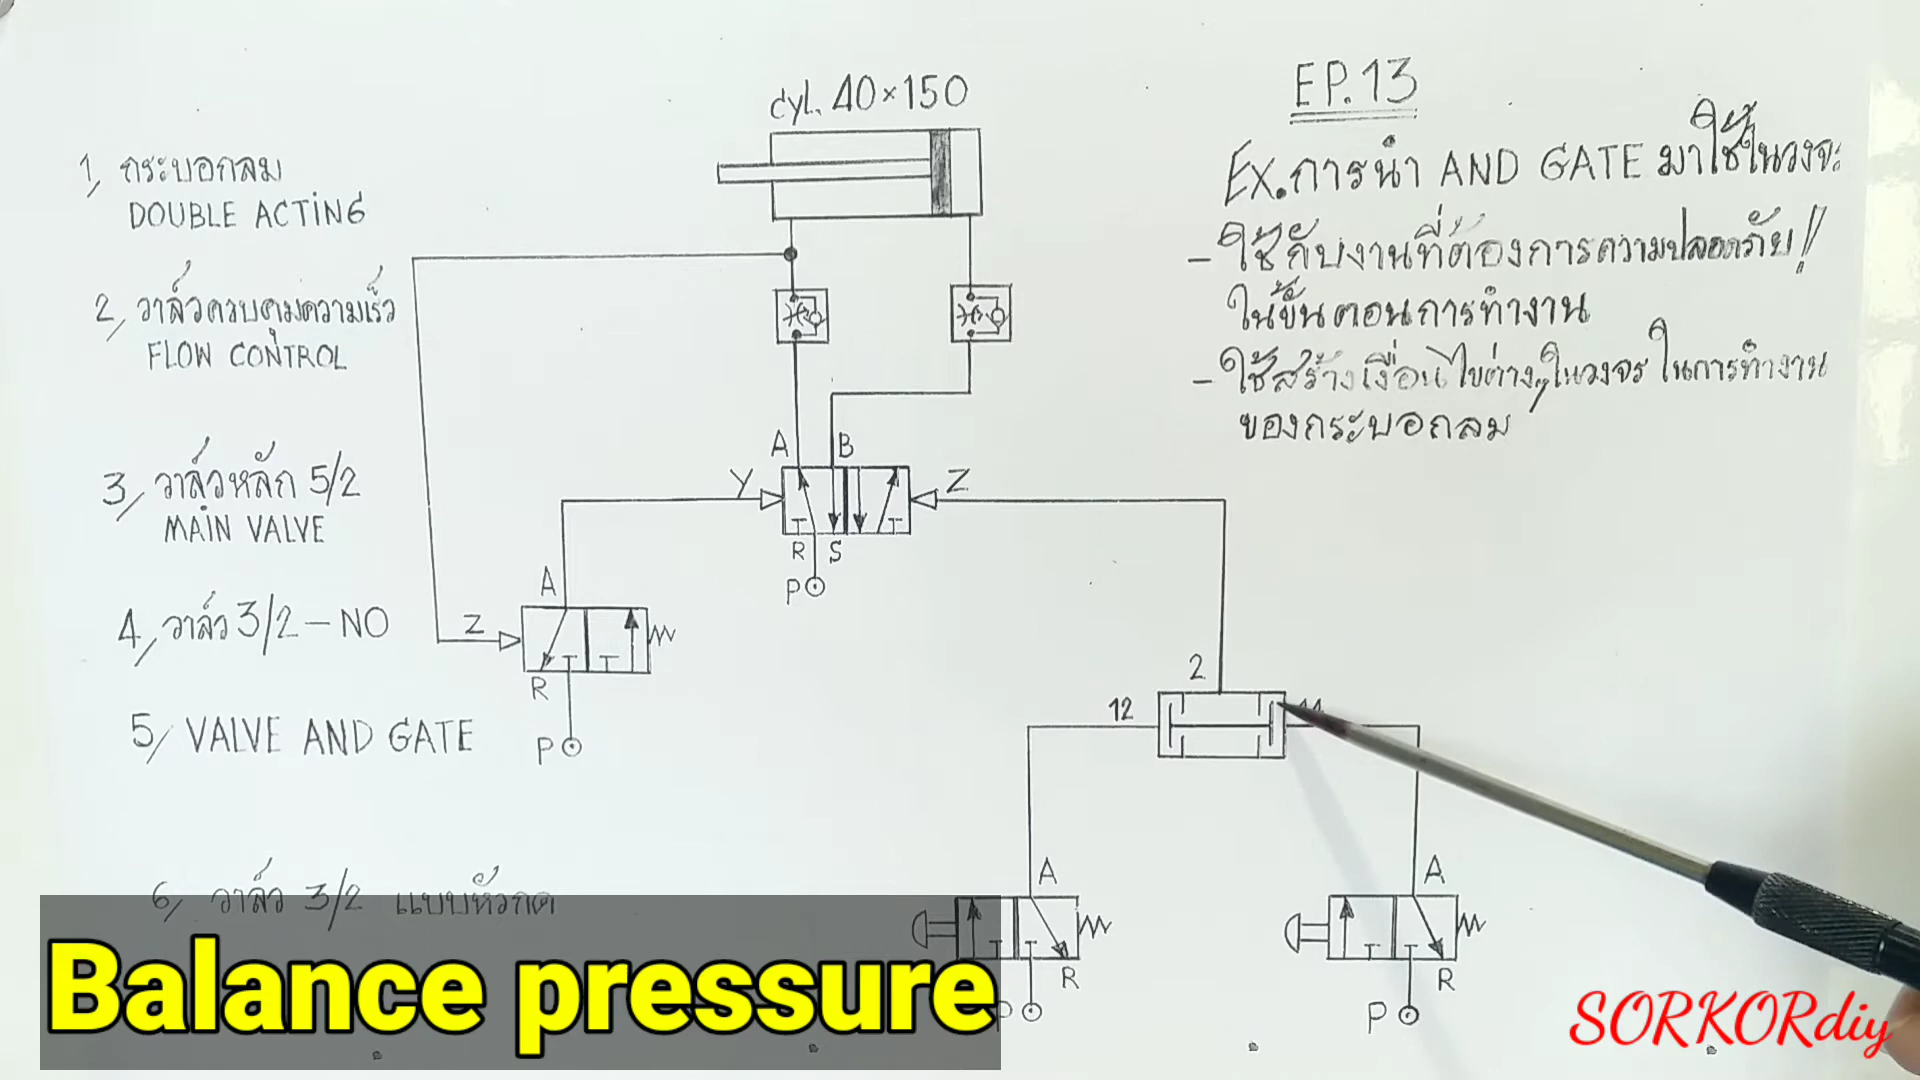 EP.13
Ex. การนำ AND GATE มาใช้ในวงจร
- ใช้กับงานที่ต้องการความปลอดภัย!!
ในขั้นตอนการทำงาน
- ใช้สร้างเงื่อนไขต่างๆในวงจร ในการทำงาน
ของกระบอกลม
1, กระบอกลม
DOUBLE ACTING
2, วาล์วควบคุมความเร็ว
FLOW CONTROL
3, วาล์วหลัก 5/2
MAIN VALVE
4, วาล์ว 3/2 - NO
5, VALVE AND GATE
6, วาล์ว 3/2 แบบหัวกด
cyl. 40×150
A B
Y Z
R S
P
A
Z
R
P
2
12 11
A
R
P
A
R
P
Balance pressure
SORKORdiy